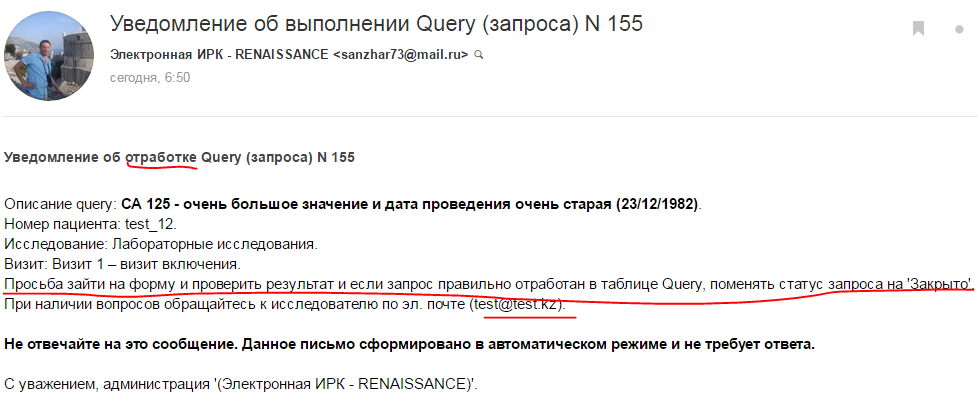 Уведомление об выполнении Query (запроса) N 155
Электронная ИРК - RENAISSANCE <sanzhar73@mail.ru>
сегодня, 6:50
Уведомление об отработке Query (запроса) N 155
Описание query: СА 125 - очень большое значение и дата проведения очень старая (23/12/1982).
Номер пациента: test_12.
Исследование: Лабораторные исследования.
Визит: Визит 1 – визит включения.
Просьба зайти на форму и проверить результат и если запрос правильно отработан в таблице Query, поменять статус запроса на 'Закрыто'.
При наличии вопросов обращайтесь к исследователю по эл. почте (test@test.kz).
Не отвечайте на это сообщение. Данное письмо сформировано в автоматическом режиме и не требует ответа.
С уважением, администрация '(Электронная ИРК - RENAISSANCE)'.